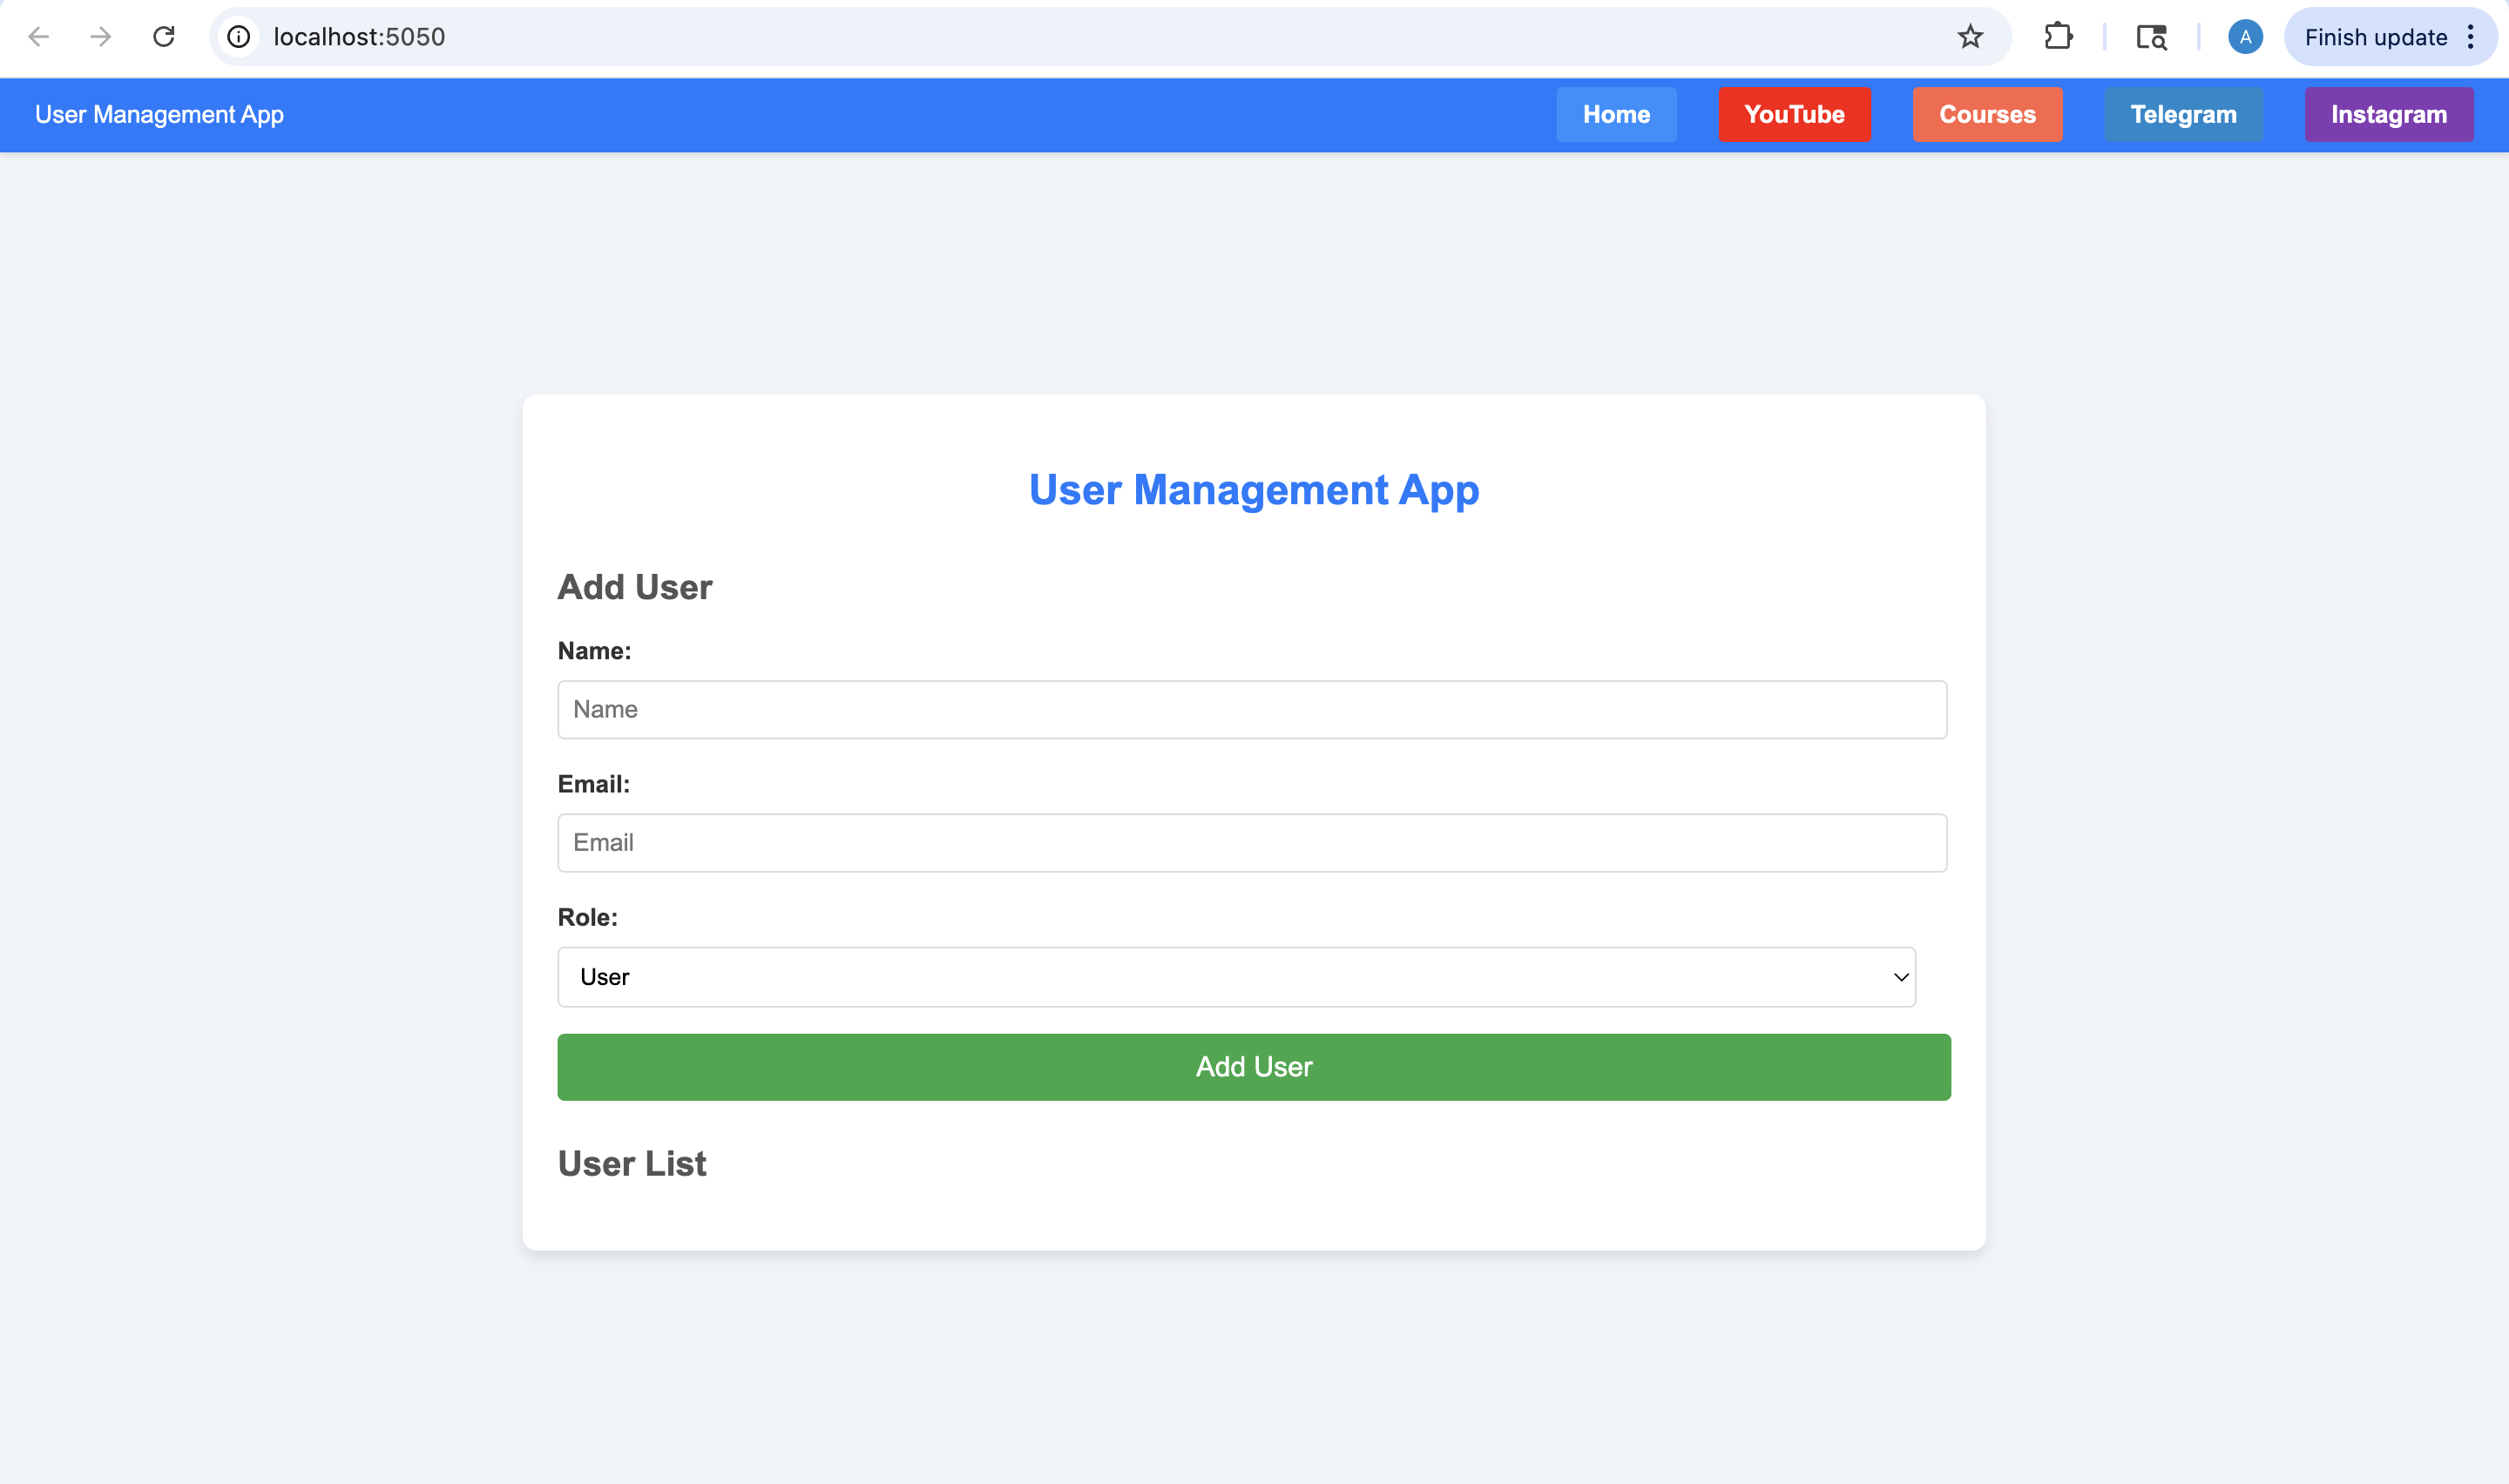 localhost:5050
A
Finish update
User Management App
Home
YouTube
Courses
Telegram
Instagram
User Management App
Add User
Name:
Name
Email:
Email
Role:
User
Add User
User List